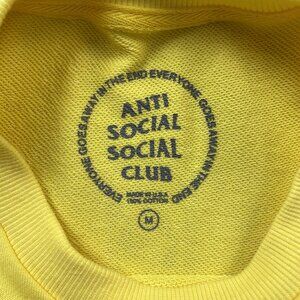 EVERYONE GOES AWAY IN THE END EVERYONE GOES AWAY IN THE END
ANTI
SOCIAL
SOCIAL
CLUB
MADE IN U.S.A
100% COTTON
M